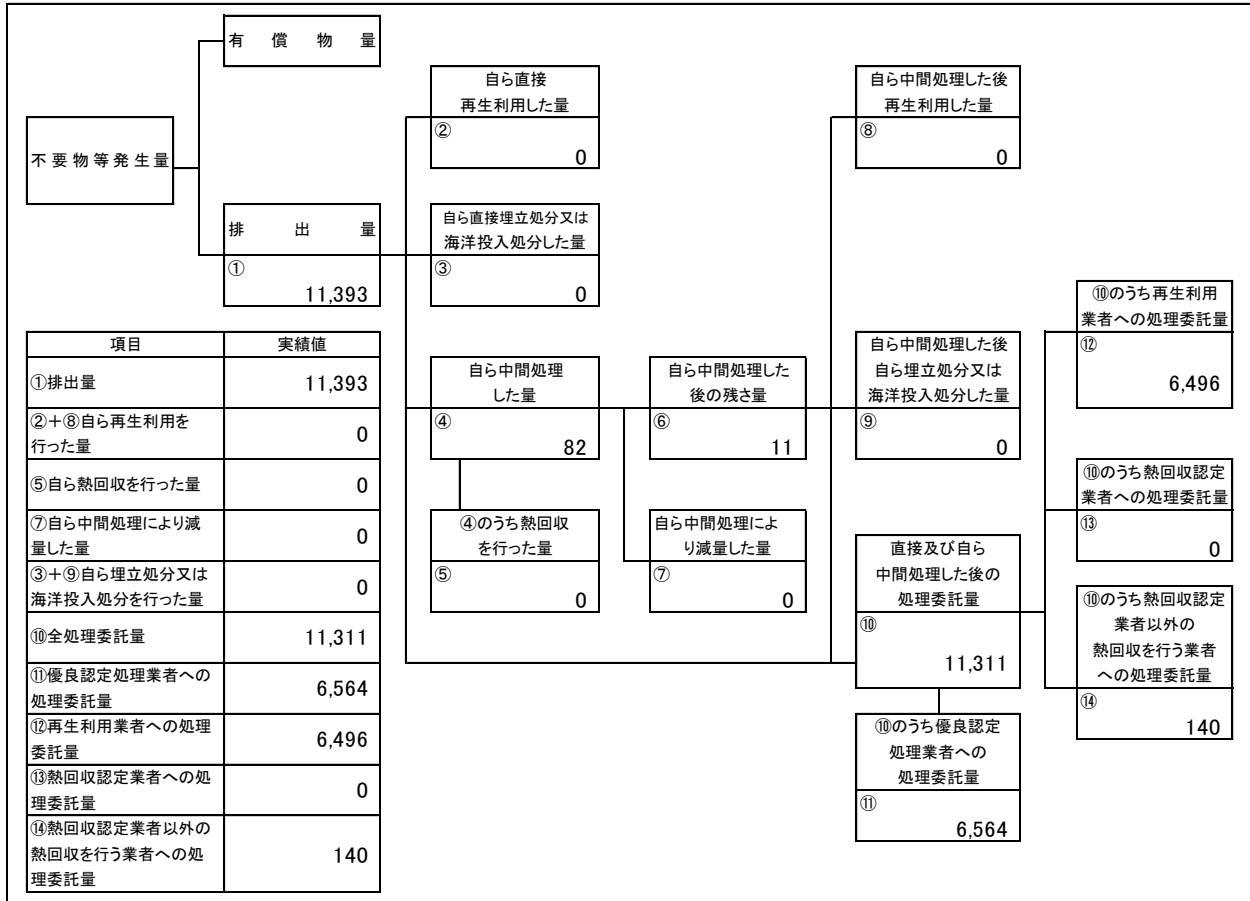 有償物量
不要物等発生量
排出量
①
11,393
自ら直接
再生利用した量
②
0
自ら直接埋立処分又は
海洋投入処分した量
③
0
自ら中間処理
した量
④
82
④のうち熱回収
を行った量
⑤
0
自ら中間処理した
後の残さ量
⑥
11
自ら中間処理によ
り減量した量
⑦
0
自ら中間処理した後
再生利用した量
⑧
0
自ら中間処理した後
自ら埋立処分又は
海洋投入処分した量
⑨
0
直接及び自ら
中間処理した後の
処理委託量
⑩
11,311
⑩のうち優良認定
処理業者への
処理委託量
⑪
6,564
⑩のうち再生利用
業者への処理委託量
⑫
6,496
⑩のうち熱回収認定
業者への処理委託量
⑬
0
⑩のうち熱回収認定
業者以外の
熱回収を行う業者
への処理委託量
⑭
140
項目 実績値
①排出量 11,393
②+⑧自ら再生利用を
行った量 0
⑤自ら熱回収を行った量 0
⑦自ら中間処理により減
量した量 0
③+⑨自ら埋立処分又は
海洋投入処分を行った量 0
⑩全処理委託量 11,311
⑪優良認定処理業者への
処理委託量 6,564
⑫再生利用業者への処理
委託量 6,496
⑬熱回収認定業者への処
理委託量 0
⑭熱回収認定業者以外の
熱回収を行う業者への処
理委託量 140